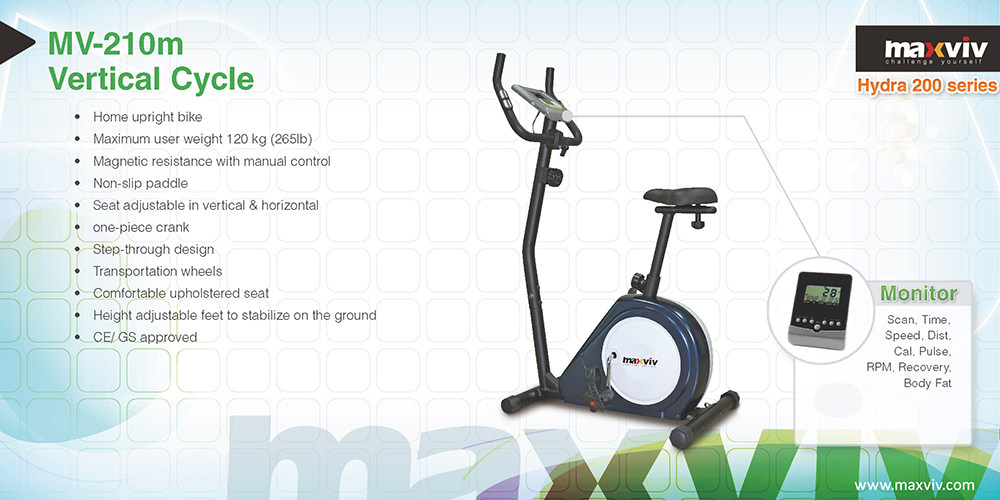 MV-210m
Vertical Cycle
• Home upright bike
• Maximum user weight 120 kg (265lb)
• Magnetic resistance with manual control
• Non-slip paddle
• Seat adjustable in vertical & horizontal
• one-piece crank
• Step-through design
• Transportation wheels
• Comfortable upholstered seat
• Height adjustable feet to stabilize on the ground
• CE/ GS approved
maxviv
challenge yourself
Hydra 200 series
maxviv
28
Monitor
Scan, Time,
Speed, Dist,
Cal, Pulse,
RPM, Recovery,
Body Fat
maxviv
www.maxviv.com